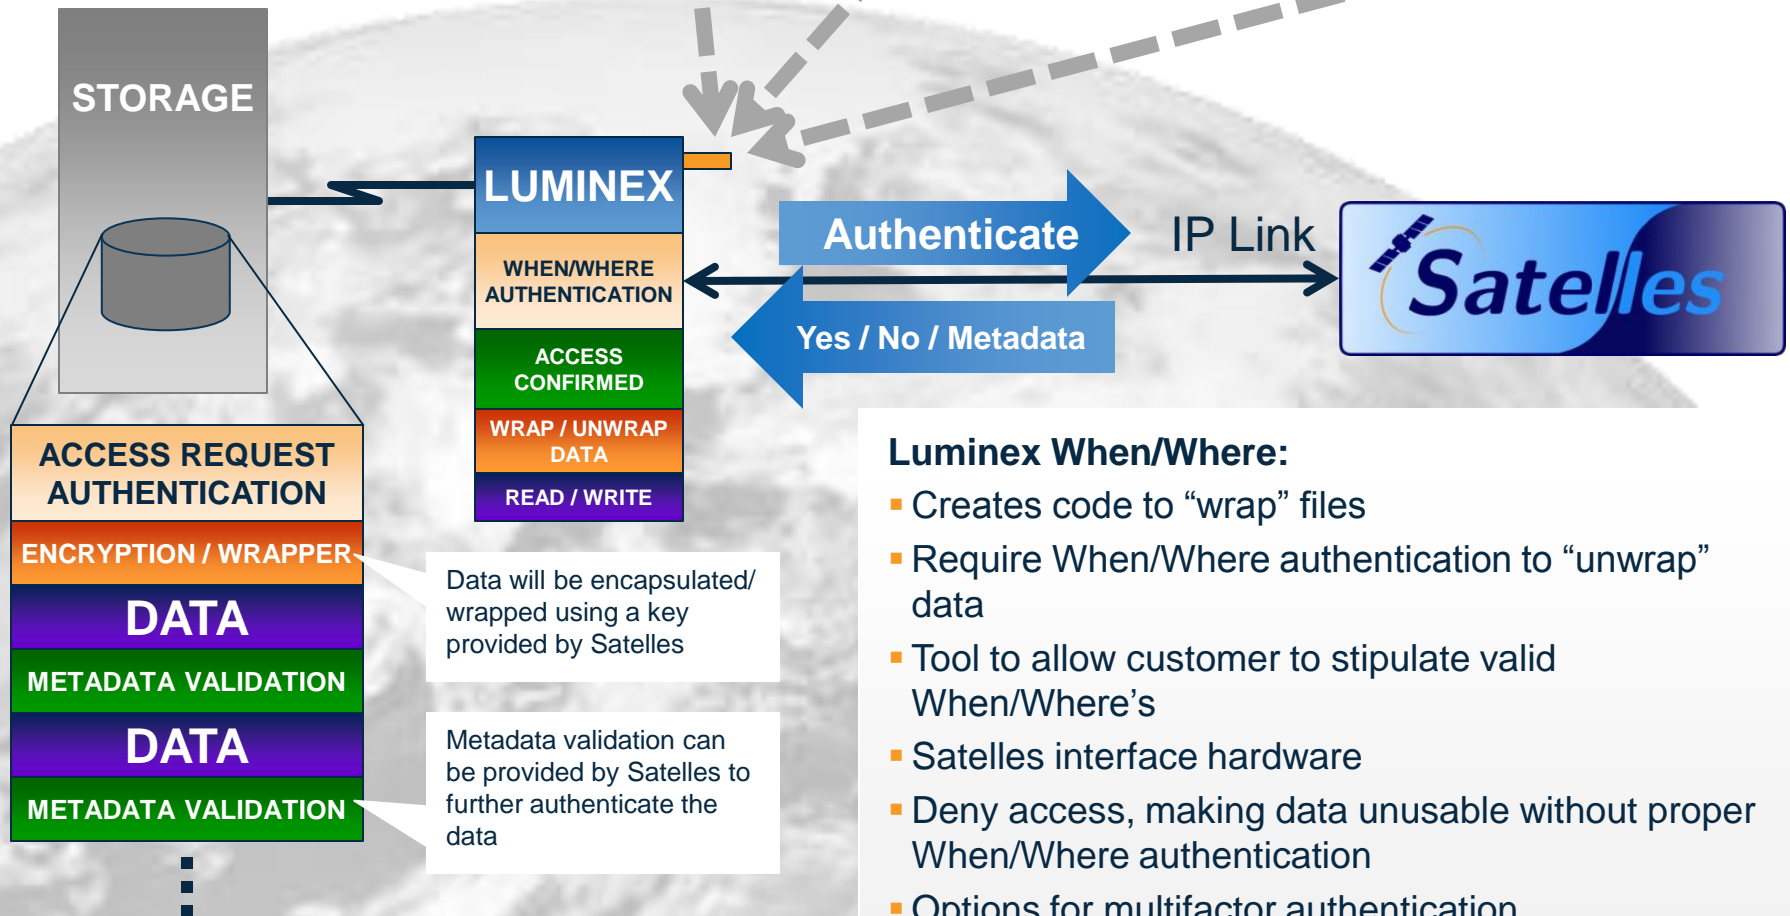 STORAGE
LUMINEX
WHEN/WHERE
AUTHENTICATION
ACCESS
CONFIRMED
WRAP / UNWRAP
DATA
READ / WRITE
Authenticate
IP Link
Satelles
Yes / No / Metadata
ACCESS REQUEST
AUTHENTICATION
ENCRYPTION / WRAPPER
DATA
METADATA VALIDATION
DATA
METADATA VALIDATION
Data will be encapsulated/
wrapped using a key
provided by Satelles
Metadata validation can
be provided by Satelles to
further authenticate the
data
Luminex When/Where:
▪ Creates code to “wrap” files
▪ Require When/Where authentication to “unwrap”
data
▪ Tool to allow customer to stipulate valid
When/Where’s
▪ Satelles interface hardware
▪ Deny access, making data unusable without proper
When/Where authentication
▪ Options for multifactor authentication